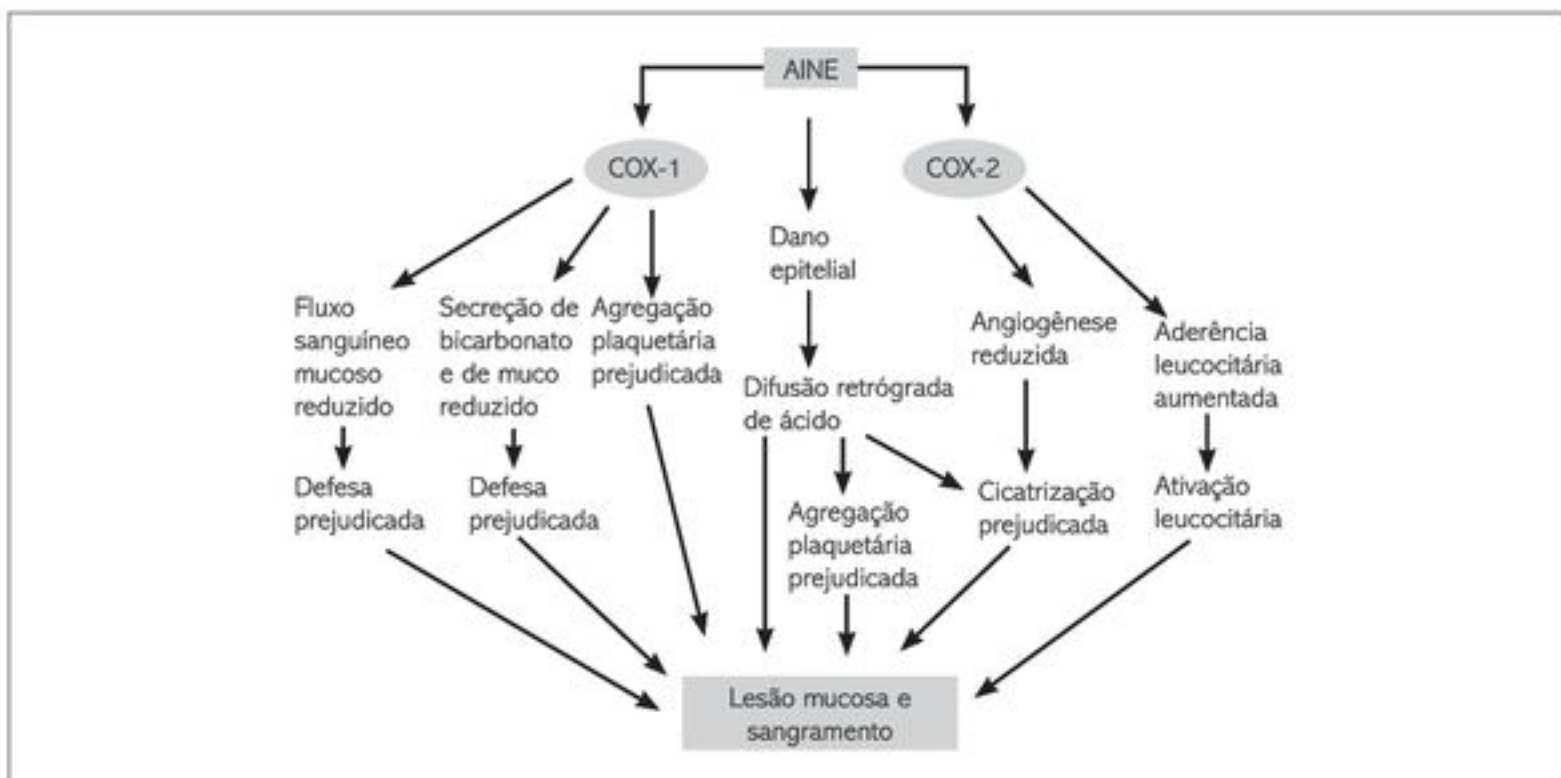 AINE
COX-1
COX-2
Dano
epitelial
Fluxo
sanguíneo
mucoso
reduzido
Secreção de
bicarbonato
e de muco
reduzido
Agregação
plaquetária
prejudicada
Angiogênese
reduzida
Aderência
leucocitária
aumentada
Difusão retrógrada
de ácido
Defesa
prejudicada
Defesa
prejudicada
Agregação
plaquetária
prejudicada
Cicatrização
prejudicada
Ativação
leucocitária
Lesão mucosa e
sangramento